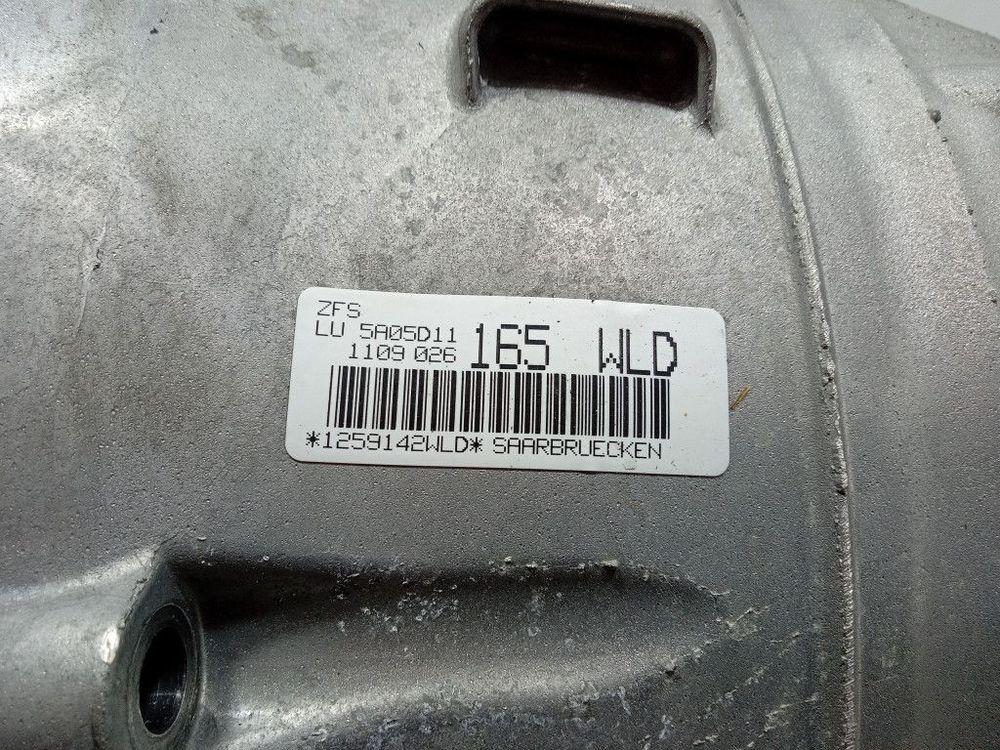 ZFS
LU 5A05D11
1109 026 165 WLD
*1259142WLD* SAARBRUECKEN